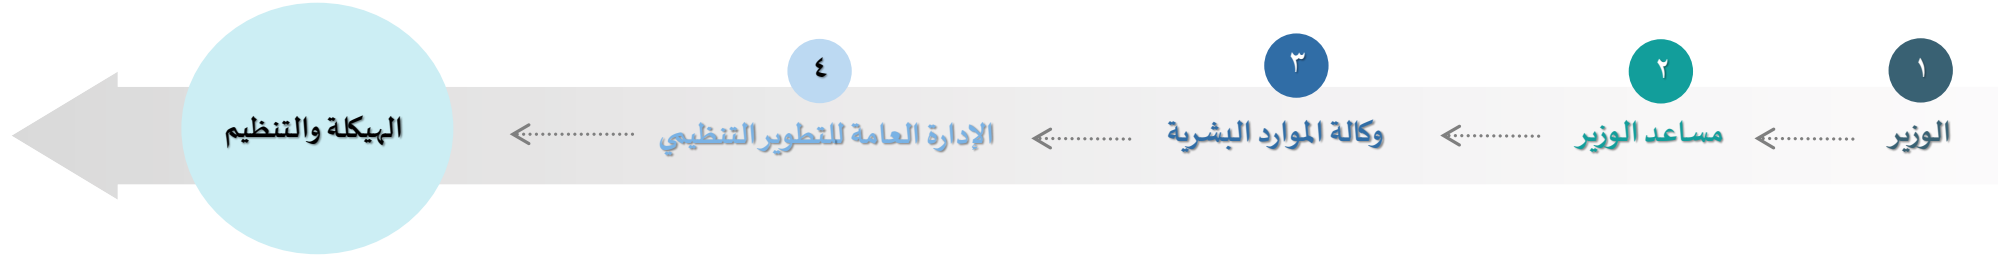 ١
الوزير
٢
مساعد الوزير
٣
وكالة الموارد البشرية
٤
الإدارة العامة للتطوير التنظيمي
الهيكلة والتنظيم